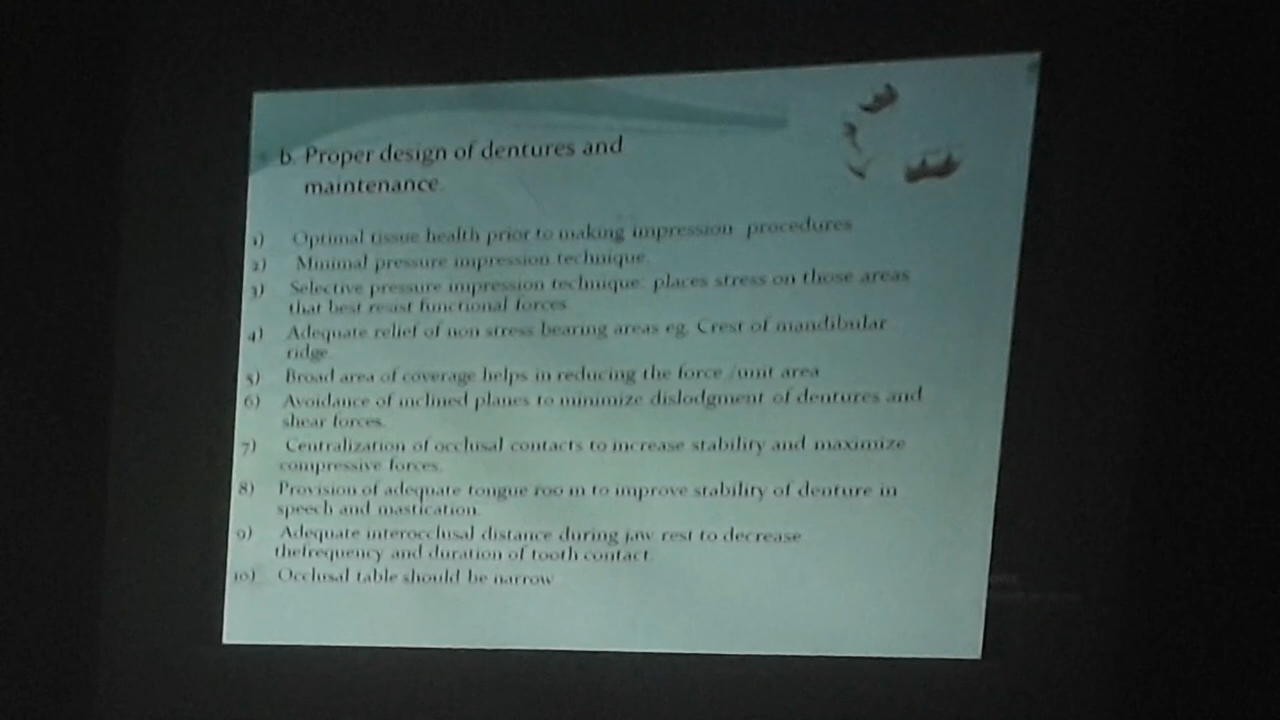 b. Proper design of dentures and
maintenance.
1) Optimal tissue health prior to making impression procedures
2) Minimal pressure impression technique.
3) Selective pressure impression technique: places stress on those areas
that best resist functional forces
4) Adequate relief of non stress bearing areas eg. Crest of mandibular
ridge.
5) Broad area of coverage helps in reducing the force /unit area
6) Avoidance of inclined planes to minimize dislodgment of dentures and
shear forces.
7) Centralization of occlusal contacts to increase stability and maximize
compressive forces.
8) Provision of adequate tongue roo m to improve stability of denture in
speech and mastication.
9) Adequate interocclusal distance during jaw rest to decrease
thefrequency and duration of tooth contact.
10) Occlusal table should be narrow